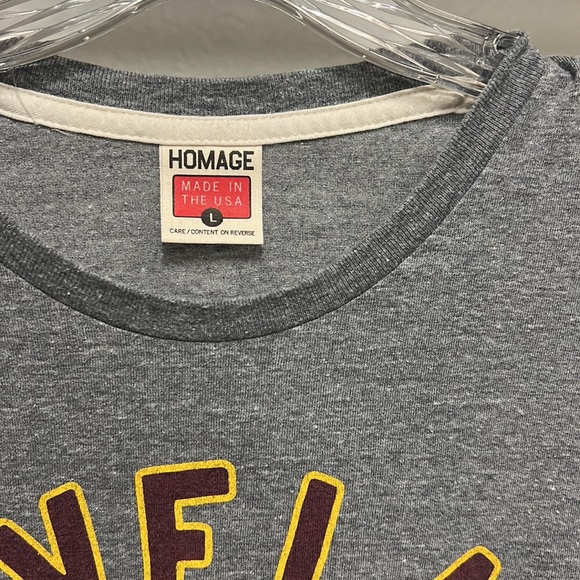 HOMAGE
MADE IN
THE U.S.A.
L
CARE / CONTENT ON REVERSE